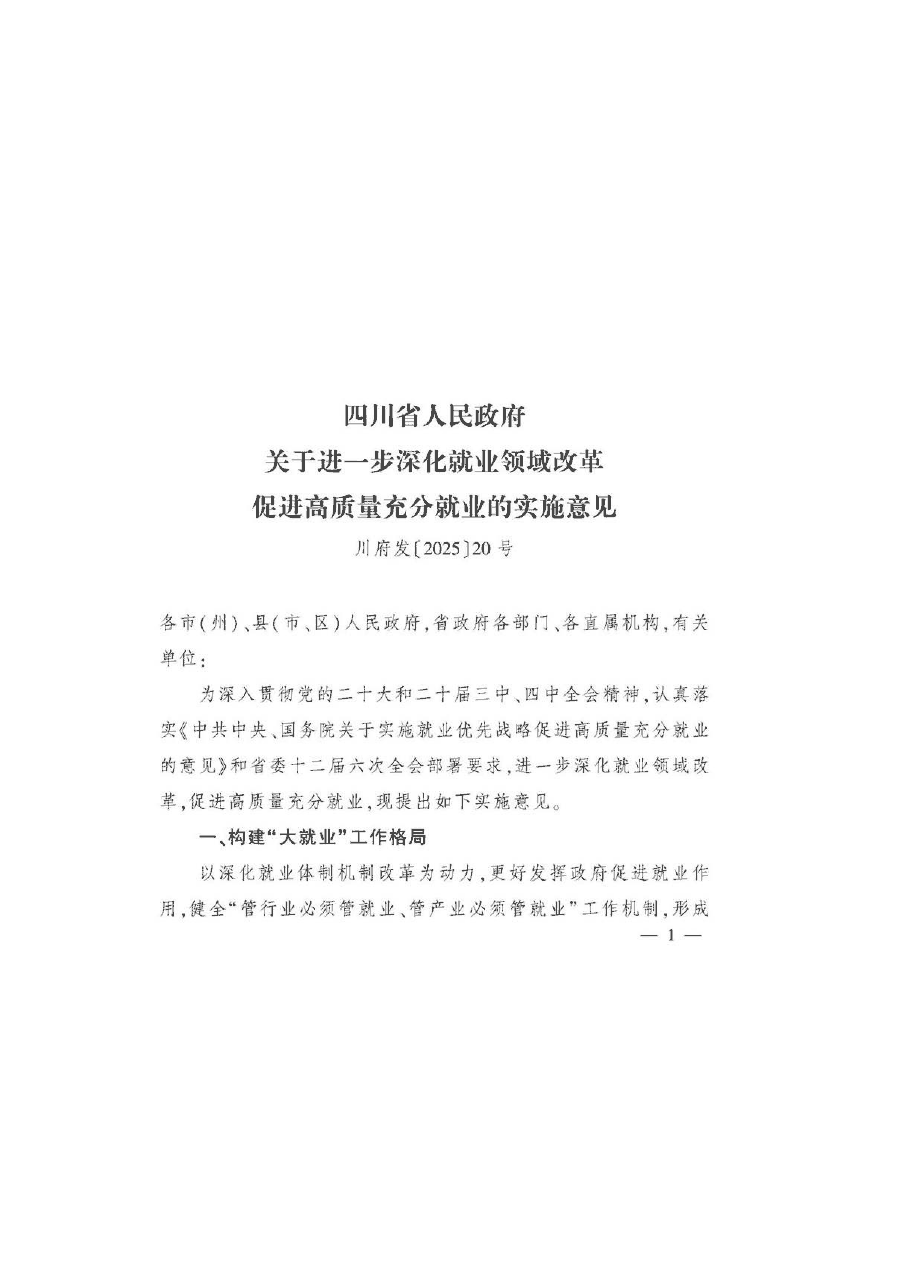 四川省人民政府
关于进一步深化就业领域改革
促进高质量充分就业的实施意见
川府发〔2025〕20 号
各市(州)、县(市、区)人民政府,省政府各部门、各直属机构,有关
单位:
为深入贯彻党的二十大和二十届三中、四中全会精神,认真落
实《中共中央、国务院关于实施就业优先战略促进高质量充分就业
的意见》和省委十二届六次全会部署要求,进一步深化就业领域改
革,促进高质量充分就业,现提出如下实施意见。
一、构建“大就业”工作格局
以深化就业体制机制改革为动力,更好发挥政府促进就业作
用,健全“管行业必须管就业、管产业必须管就业”工作机制,形成
— 1 —